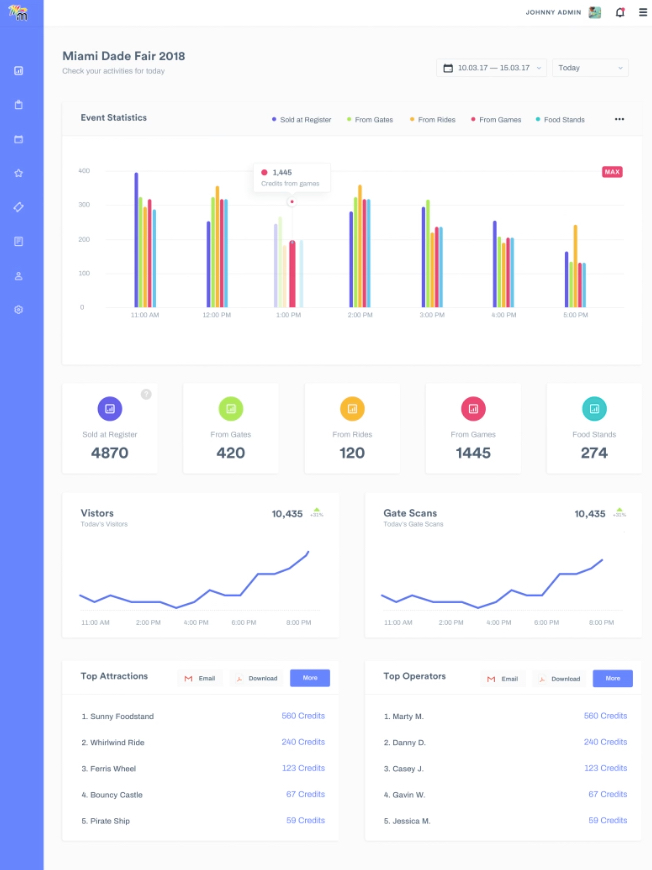 JOHNNY ADMIN
Miami Dade Fair 2018
Check your activities for today
10.03.17 — 15.03.17
Today
Event Statistics
Sold at Register
From Gates
From Rides
From Games
Food Stands
400
300
200
100
0
1,445
Credits from games
MAX
11:00 AM
12:00 PM
1:00 PM
2:00 PM
3:00 PM
4:00 PM
5:00 PM
?
Sold at Register
4870
From Gates
420
From Rides
120
From Games
1445
Food Stands
274
Vistors
Today's Visitors
10,435
11:00 AM
2:00 PM
4:00 PM
6:00 PM
8:00 PM
Gate Scans
Today's Gate Scans
10,435
11:00 AM
2:00 PM
4:00 PM
6:00 PM
8:00 PM
Top Attractions
Email
Download
More
1. Sunny Foodstand
560 Credits
2. Whirlwind Ride
240 Credits
3. Ferris Wheel
123 Credits
4. Bouncy Castle
67 Credits
5. Pirate Ship
59 Credits
Top Operators
Email
Download
More
1. Marty M.
560 Credits
2. Danny D.
240 Credits
3. Casey J.
123 Credits
4. Gavin W.
67 Credits
5. Jessica M.
59 Credits